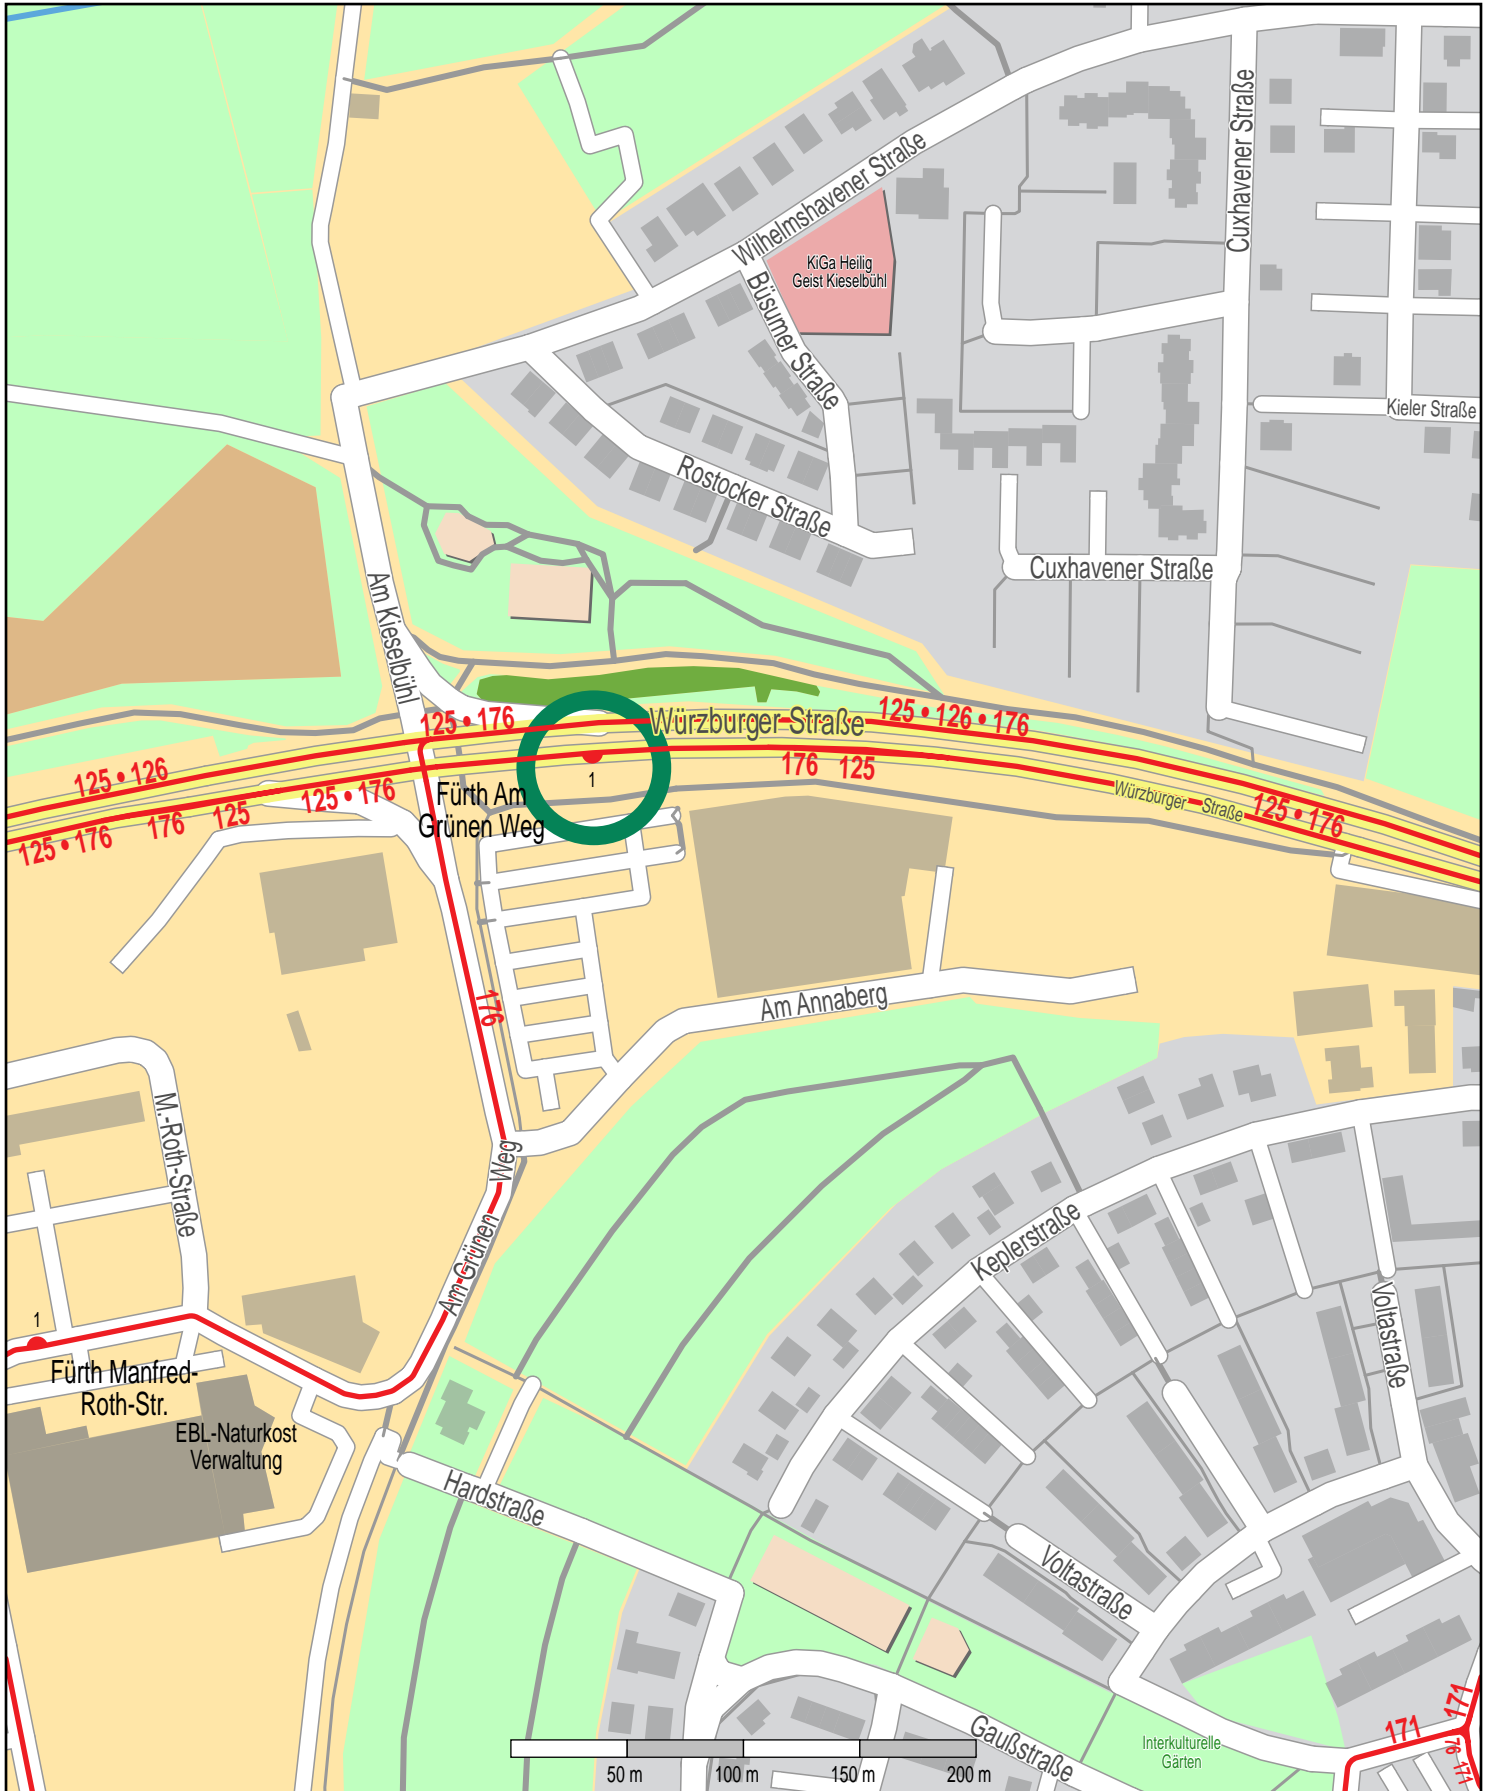 Cuxhavener Straße
Wilhelmshavener Straße
KiGa Heilig
Geist Kieselbühl
Büsumer Straße
Kieler Straße
Rostocker Straße
Cuxhavener Straße
Am Kieselbühl
125 • 176
Würzburger Straße
125 • 126 • 176
125 • 126
176 125
1
Fürth Am
Grünen Weg
125 • 176
Würzburger Straße
125 • 176
125 • 176
176
125
176
Am Annaberg
M.-Roth-Straße
Am Grünen Weg
Keplerstraße
Voltastraße
1
Fürth Manfred-
Roth-Str.
EBL-Naturkost
Verwaltung
Hardstraße
Voltastraße
Gaußstraße
Interkulturelle
Gärten
171
171
76 171
50 m
100 m
150 m
200 m